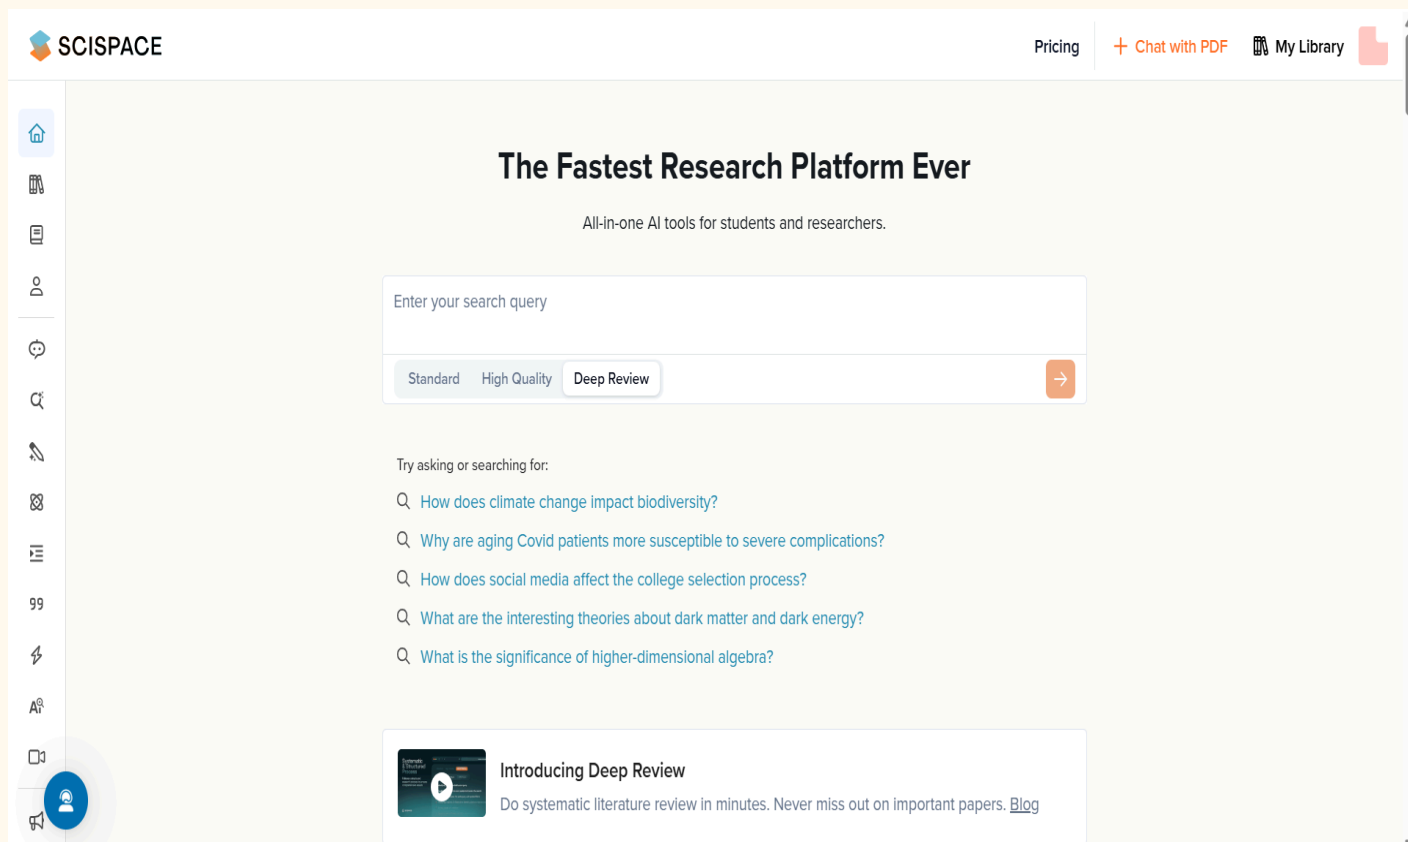 SCISPACE
Pricing
Chat with PDF
My Library
The Fastest Research Platform Ever
All-in-one AI tools for students and researchers.
Enter your search query
Standard High Quality Deep Review
Try asking or searching for:
How does climate change impact biodiversity?
Why are aging Covid patients more susceptible to severe complications?
How does social media affect the college selection process?
What are the interesting theories about dark matter and dark energy?
What is the significance of higher-dimensional algebra?
Systematic
& Structured
Process
Introducing Deep Review
Do systematic literature review in minutes. Never miss out on important papers. Blog